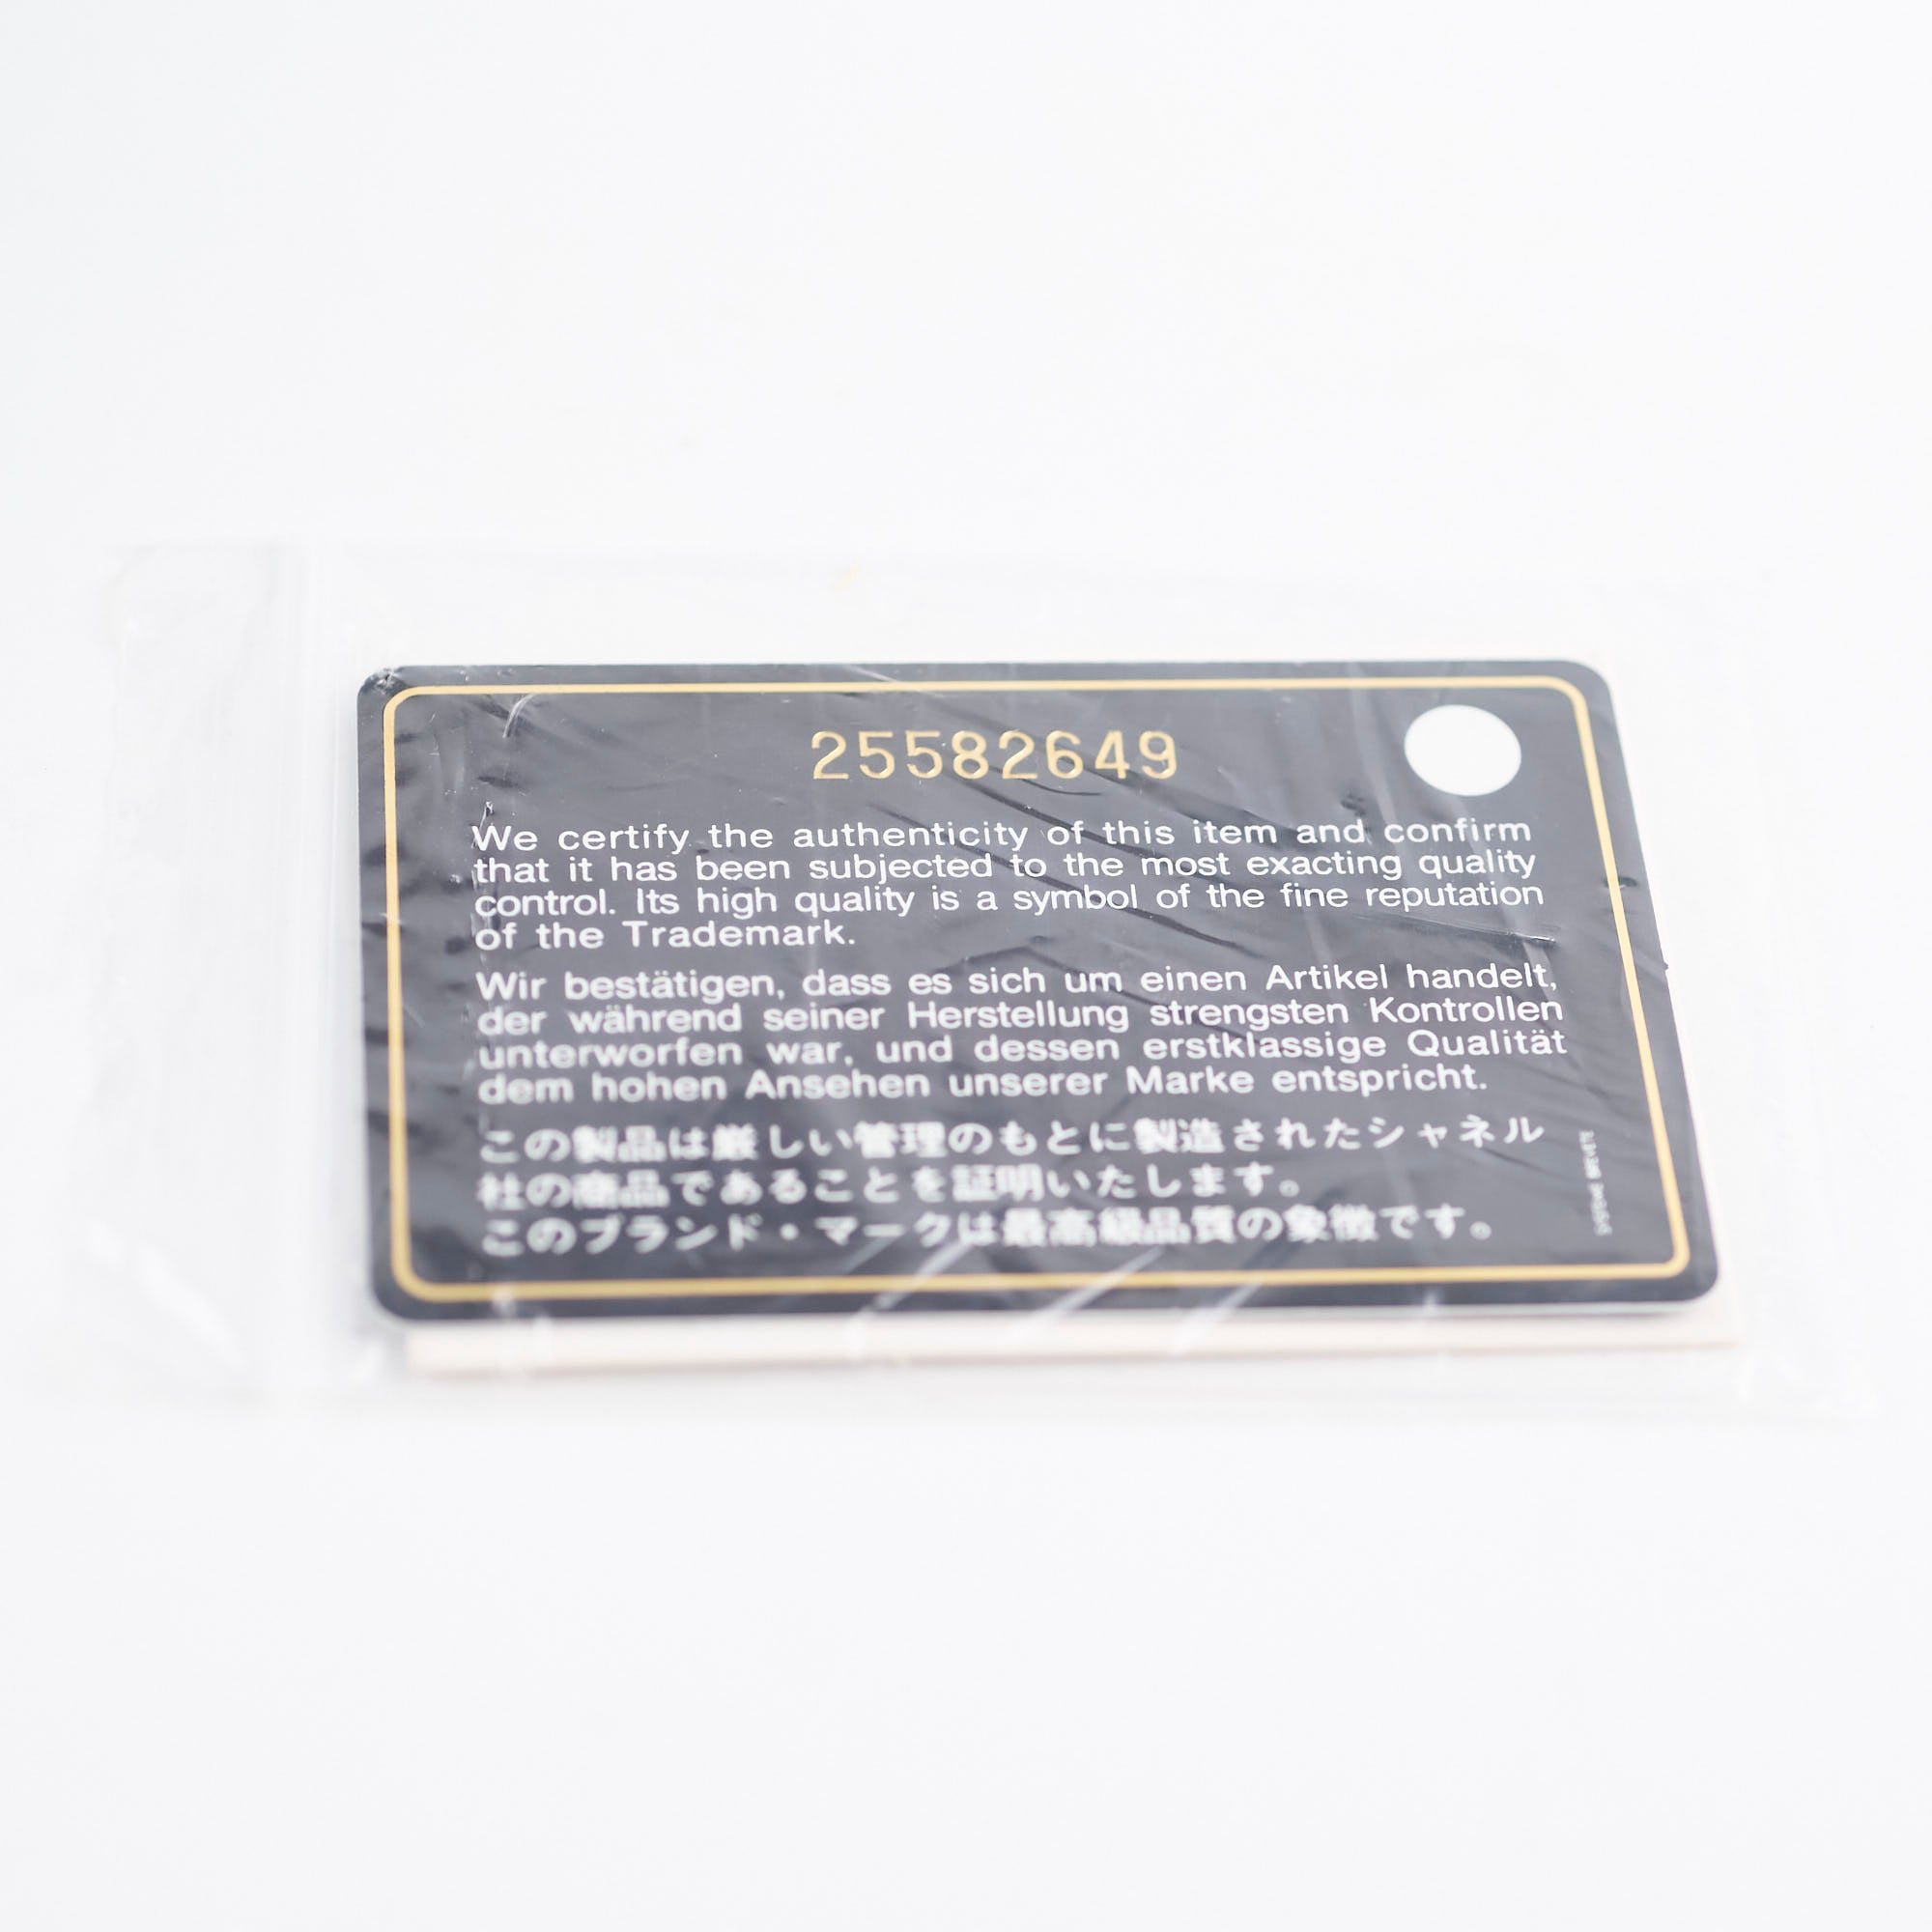 25582649
We certify the authenticity of this item and confirm
that it has been subjected to the most exacting quality
control. Its high quality is a symbol of the fine reputation
of the Trademark.
Wir bestätigen, dass es sich um einen Artikel handelt,
der während seiner Herstellung strengsten Kontrollen
unterworfen war, und dessen erstklassige Qualität
dem hohen Ansehen unserer Marke entspricht.
この製品は厳しい管理のもとに製造されたシャネル
社の商品であることを証明いたします。
このブランド・マークは最高級品質の象徴です。
SYSTEME BREVETE